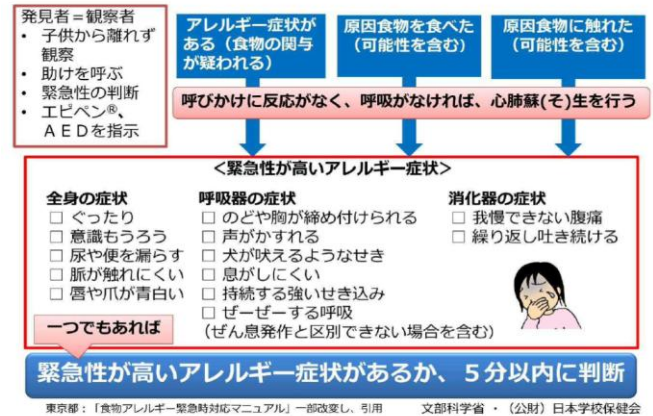 発見者＝観察者
• 子供から離れず
観察
• 助けを呼ぶ
• 緊急性の判断
• エピペン®、
ＡＥＤを指示
アレルギー症状が
ある（食物の関与
が疑われる）
原因食物を食べた
（可能性を含む）
原因食物に触れた
（可能性を含む）
呼びかけに反応がなく、呼吸がなければ、心肺蘇(そ)生を行う
＜緊急性が高いアレルギー症状＞
全身の症状
□ ぐったり
□ 意識もうろう
□ 尿や便を漏らす
□ 脈が触れにくい
□ 唇や爪が青白い
呼吸器の症状
□ のどや胸が締め付けられる
□ 声がかすれる
□ 犬が吠えるようなせき
□ 息がしにくい
□ 持続する強いせき込み
□ ぜーぜーする呼吸
（ぜん息発作と区別できない場合を含む）
消化器の症状
□ 我慢できない腹痛
□ 繰り返し吐き続ける
一つでもあれば
緊急性が高いアレルギー症状があるか、５分以内に判断
東京都：「食物アレルギー緊急時対応マニュアル」一部改変し、引用
文部科学省 ・（公財）日本学校保健会